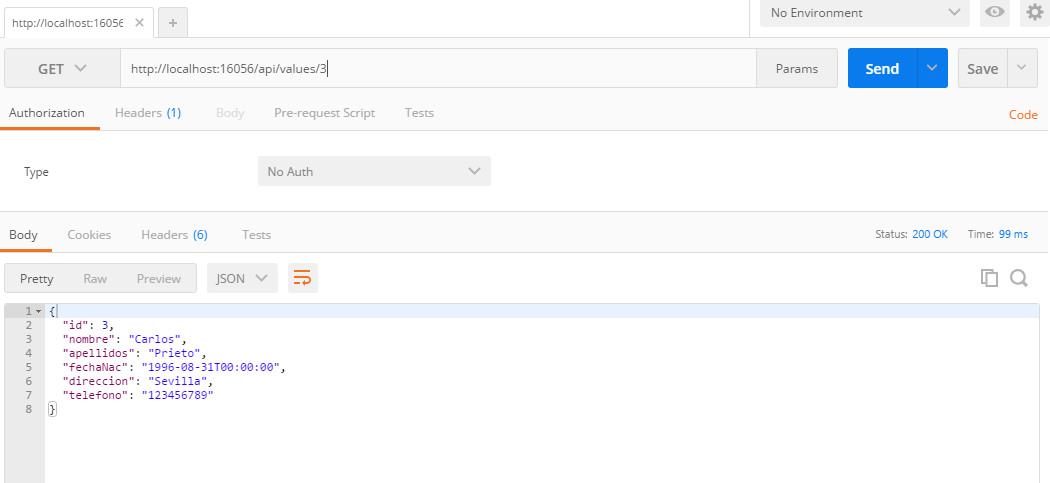 http://localhost:16056
No Environment
GET http://localhost:16056/api/values/3 Params Send Save
Authorization Headers (1) Body Pre-request Script Tests Code
Type No Auth
Body Cookies Headers (6) Tests Status: 200 OK Time: 99 ms
Pretty Raw Preview JSON
1 {
2 "id": 3,
3 "nombre": "Carlos",
4 "apellidos": "Prieto",
5 "fechaNac": "1996-08-31T00:00:00",
6 "direccion": "Sevilla",
7 "telefono": "123456789"
8 }